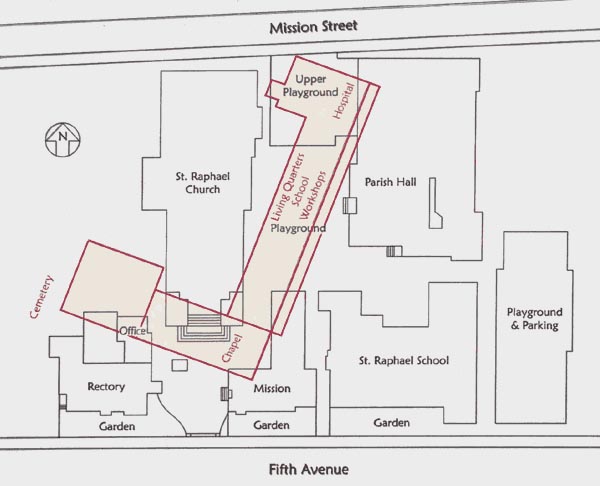 Mission Street
Upper
Playground
Hospital
N
St. Raphael
Church
Living Quarters
School
Workshops
Playground
Parish Hall
Cemetery
Office
Chapel
Playground
& Parking
St. Raphael School
Rectory
Mission
Garden
Garden
Garden
Fifth Avenue